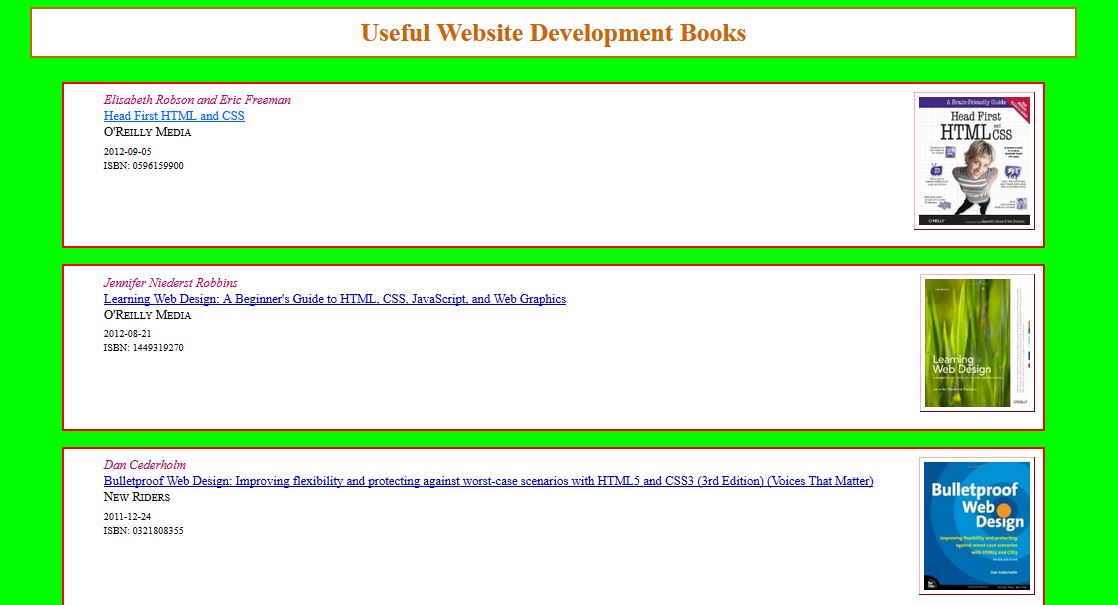 Useful Website Development Books
Elisabeth Robson and Eric Freeman
Head First HTML and CSS
O'REILLY MEDIA
2012-09-05
ISBN: 0596159900
A Brain-Friendly Guide
Head First
HTML and CSS
O'REILLY
Jennifer Niederst Robbins
Learning Web Design: A Beginner's Guide to HTML, CSS, JavaScript, and Web Graphics
O'REILLY MEDIA
2012-08-21
ISBN: 1449319270
Learning
Web Design
O'REILLY
Dan Cederholm
Bulletproof Web Design: Improving flexibility and protecting against worst-case scenarios with HTML5 and CSS3 (3rd Edition) (Voices That Matter)
NEW RIDERS
2011-12-24
ISBN: 0321808355
Bulletproof
Web
Design
Improving flexibility and protecting
against worst-case scenarios
with HTML5 and CSS3
Dan Cederholm